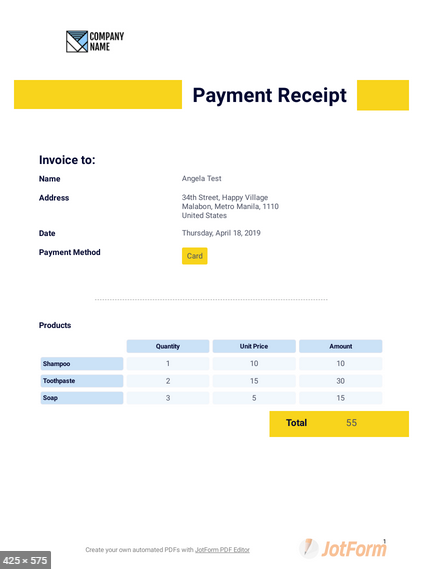 COMPANY
NAME
Payment Receipt
Invoice to:
Name Angela Test
Address 34th Street, Happy Village
Malabon, Metro Manila, 1110
United States
Date Thursday, April 18, 2019
Payment Method Card
Products
Quantity Unit Price Amount
Shampoo 1 10 10
Toothpaste 2 15 30
Soap 3 5 15
Total 55
1
Create your own automated PDFs with JotForm PDF Editor
JotForm
425 × 575